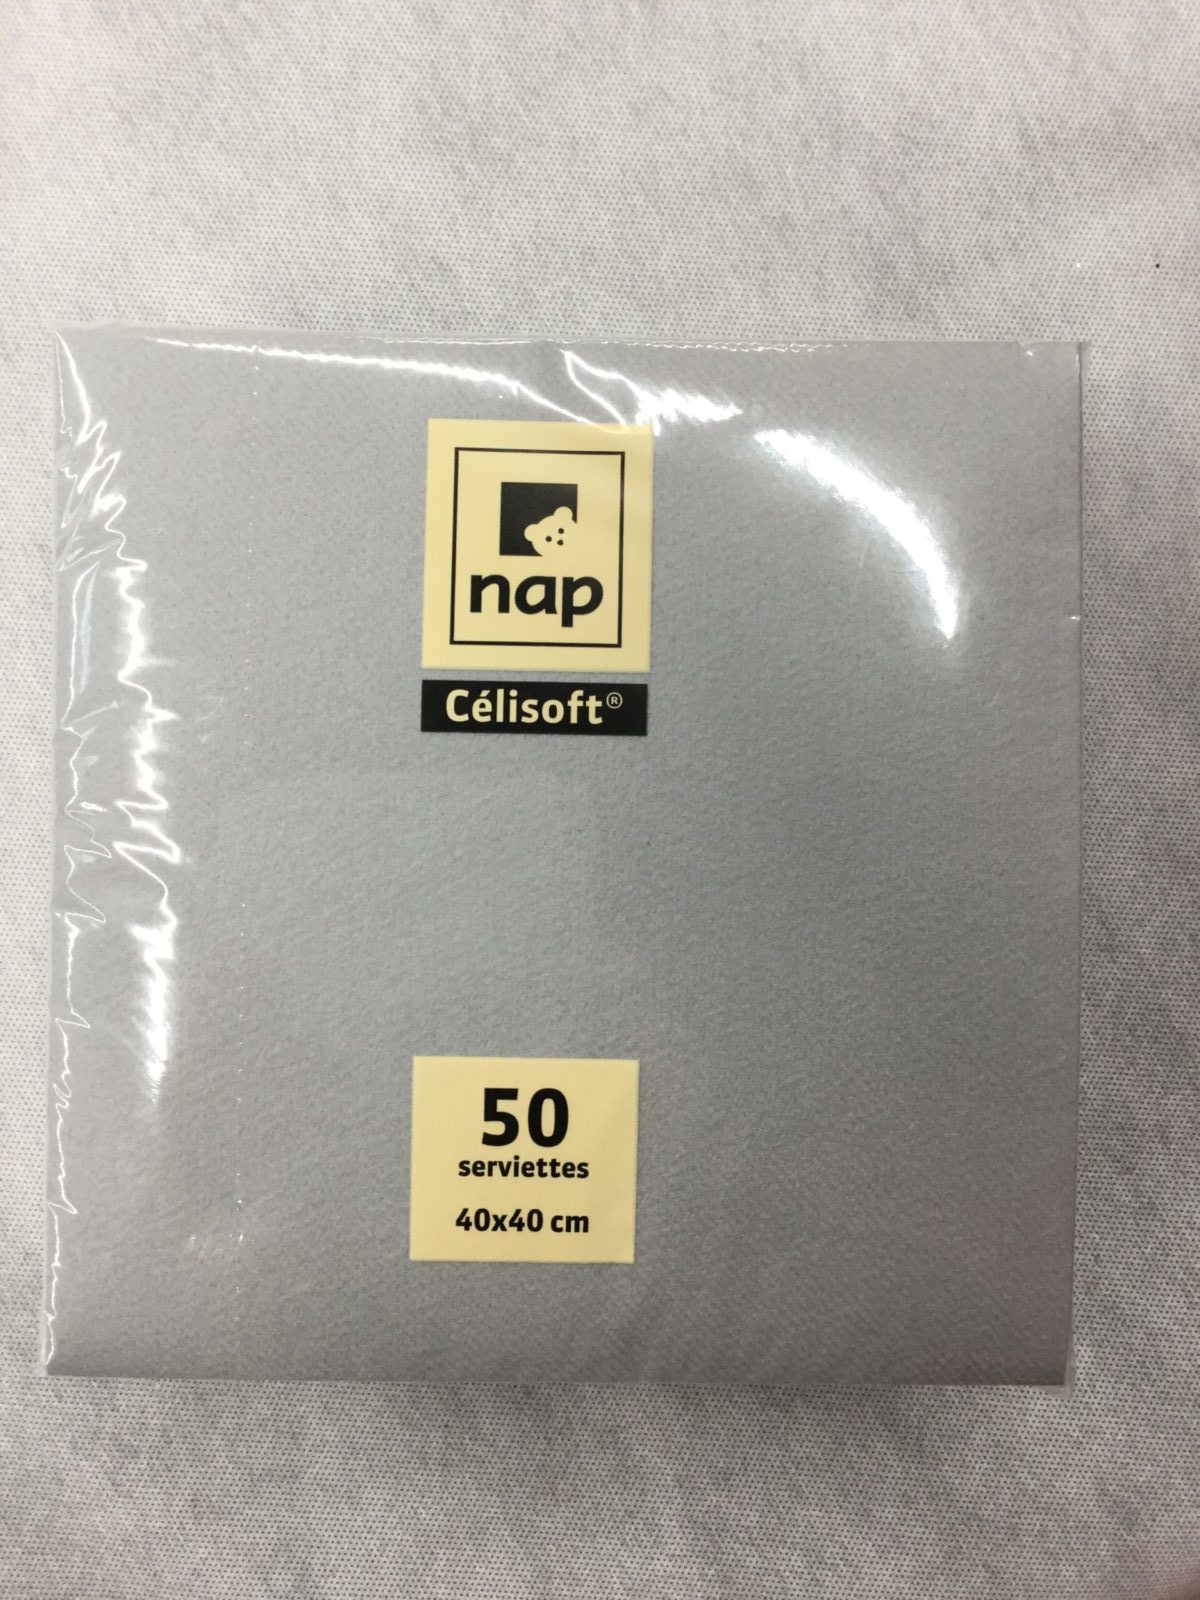 nap
Célisoft®
50
serviettes
40x40 cm